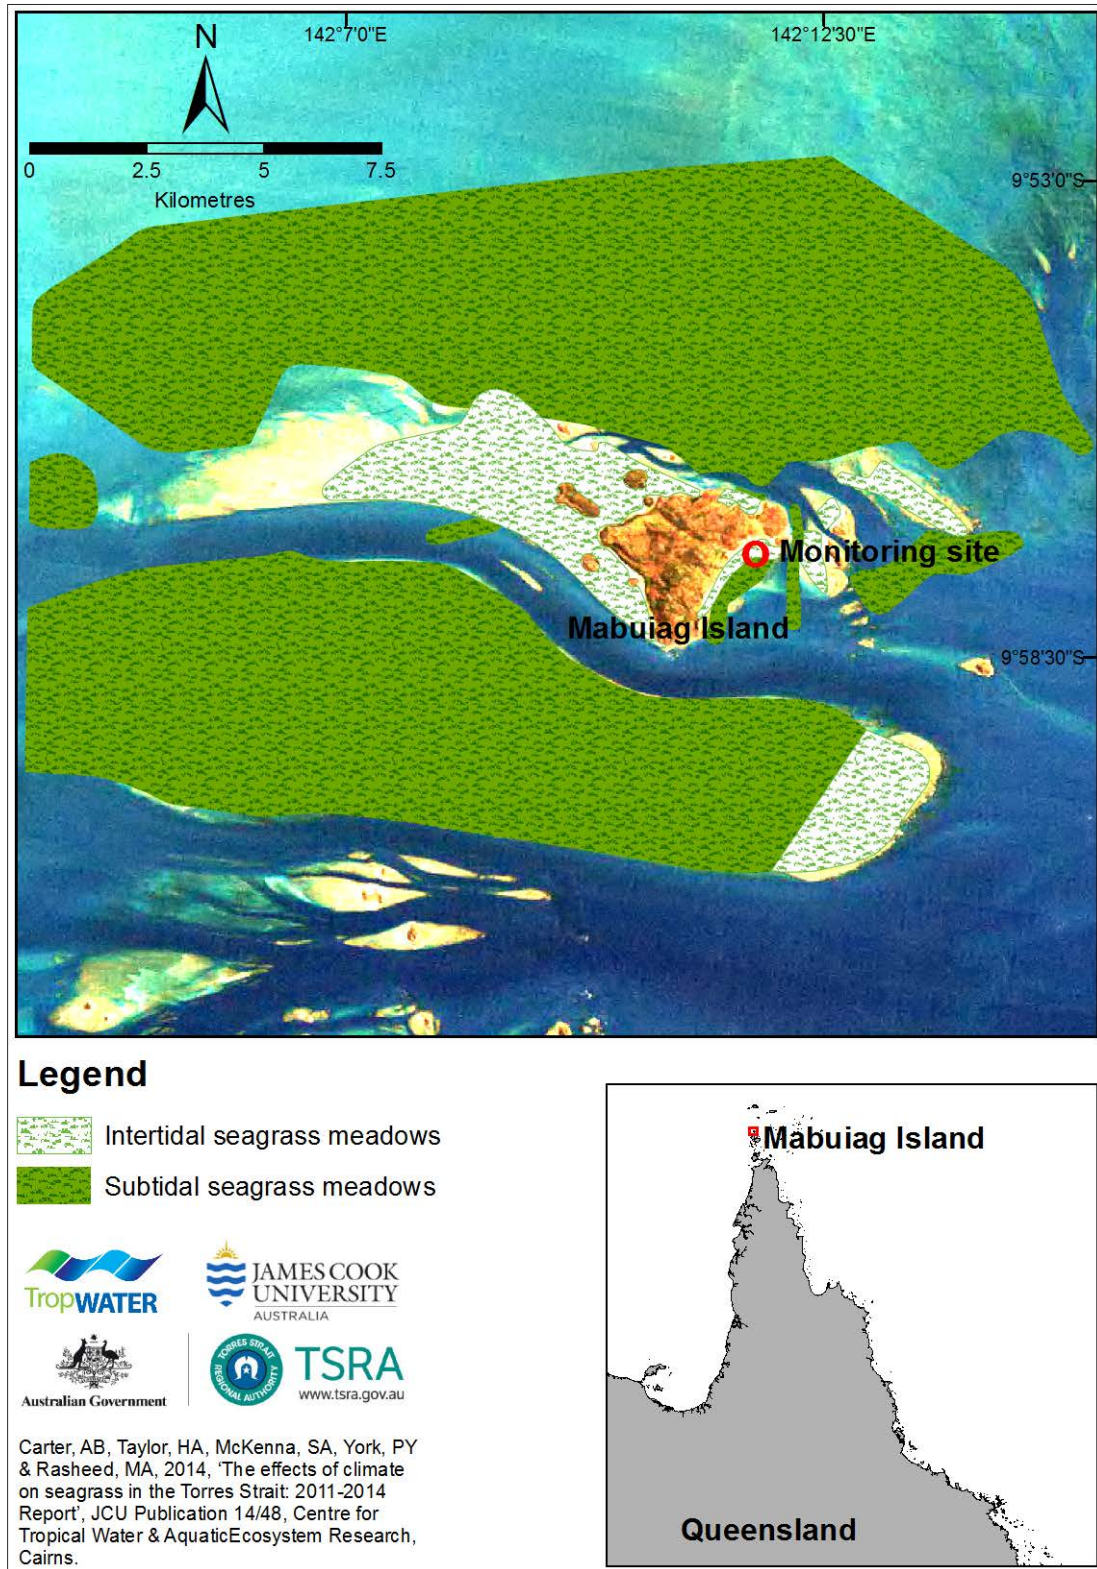 142°7'0"E
142°12'30"E
N
0 2.5 5 7.5
Kilometres
9°53'0"S
Monitoring site
Mabuiag Island
9°58'30"S
Legend
Intertidal seagrass meadows
Subtidal seagrass meadows
TropWATER
JAMES COOK
UNIVERSITY
AUSTRALIA
Australian Government
TORRES STRAIT
REGIONAL AUTHORITY
TSRA
www.tsra.gov.au
Carter, AB, Taylor, HA, McKenna, SA, York, PY
& Rasheed, MA, 2014, ‘The effects of climate
on seagrass in the Torres Strait: 2011-2014
Report’, JCU Publication 14/48, Centre for
Tropical Water & AquaticEcosystem Research,
Cairns.
Mabuiag Island
Queensland